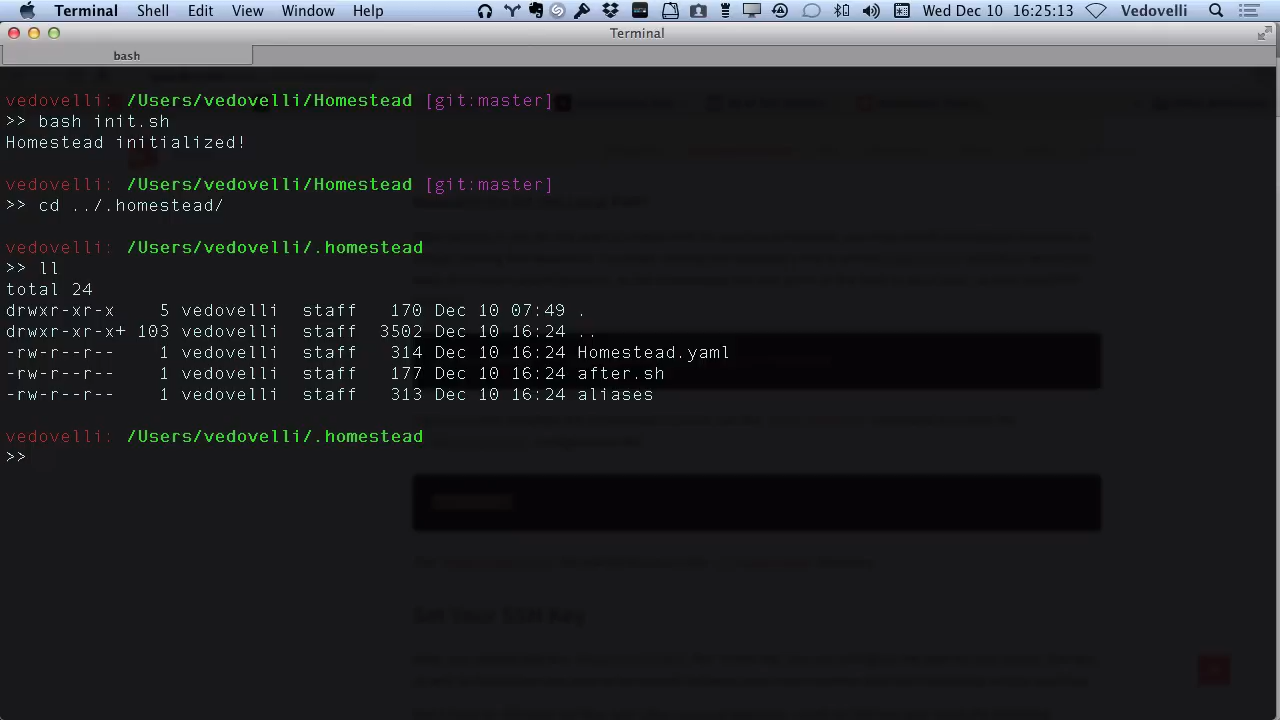 Terminal Shell Edit View Window Help Wed Dec 10 16:25:13 Vedovelli
Terminal
bash
vedovelli: /Users/vedovelli/Homestead [git:master]
>> bash init.sh
Homestead initialized!
vedovelli: /Users/vedovelli/Homestead [git:master]
>> cd ../.homestead/
vedovelli: /Users/vedovelli/.homestead
>> ll
total 24
drwxr-xr-x 5 vedovelli staff 170 Dec 10 07:49 .
drwxr-xr-x+ 103 vedovelli staff 3502 Dec 10 16:24 ..
-rw-r--r-- 1 vedovelli staff 314 Dec 10 16:24 Homestead.yaml
-rw-r--r-- 1 vedovelli staff 177 Dec 10 16:24 after.sh
-rw-r--r-- 1 vedovelli staff 313 Dec 10 16:24 aliases
vedovelli: /Users/vedovelli/.homestead
>>
Set Your SSH Key